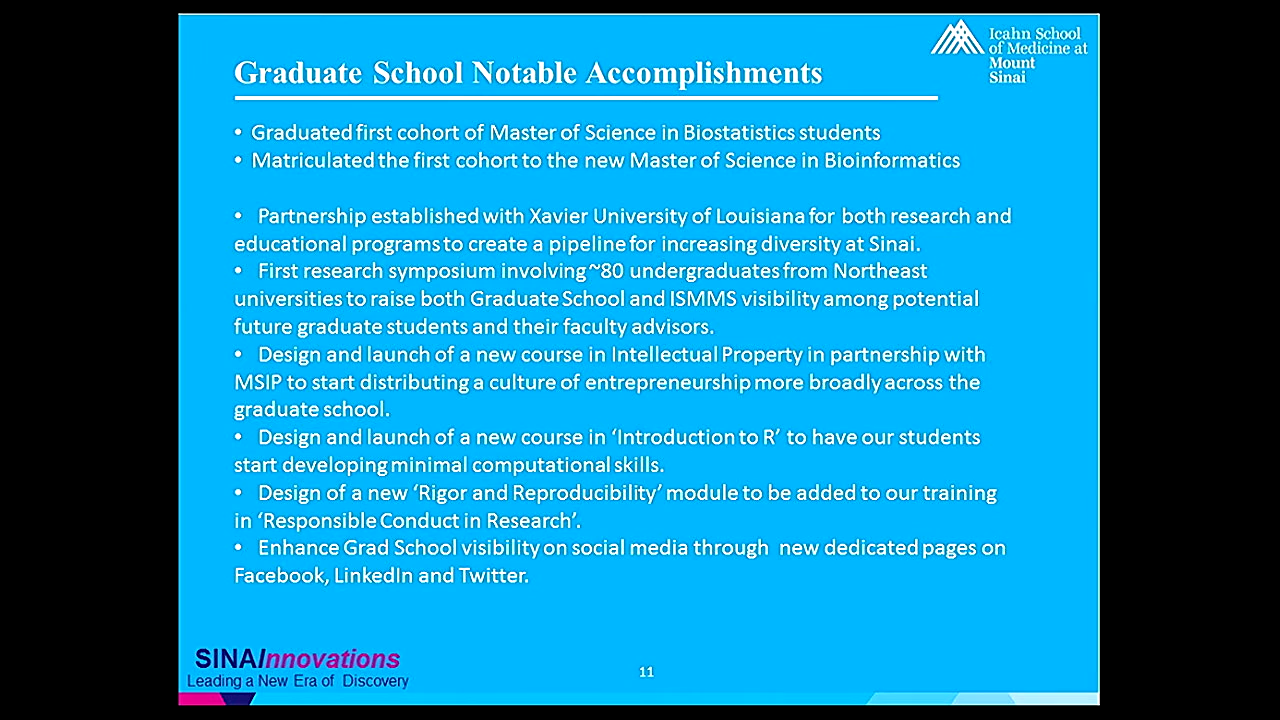 Icahn School
of Medicine at
Mount
Sinai
Graduate School Notable Accomplishments
• Graduated first cohort of Master of Science in Biostatistics students
• Matriculated the first cohort to the new Master of Science in Bioinformatics
• Partnership established with Xavier University of Louisiana for both research and
educational programs to create a pipeline for increasing diversity at Sinai.
• First research symposium involving ~80 undergraduates from Northeast
universities to raise both Graduate School and ISMMS visibility among potential
future graduate students and their faculty advisors.
• Design and launch of a new course in Intellectual Property in partnership with
MSIP to start distributing a culture of entrepreneurship more broadly across the
graduate school.
• Design and launch of a new course in ‘Introduction to R’ to have our students
start developing minimal computational skills.
• Design of a new ‘Rigor and Reproducibility’ module to be added to our training
in ‘Responsible Conduct in Research’.
• Enhance Grad School visibility on social media through new dedicated pages on
Facebook, LinkedIn and Twitter.
SINAInnovations
Leading a New Era of Discovery
11